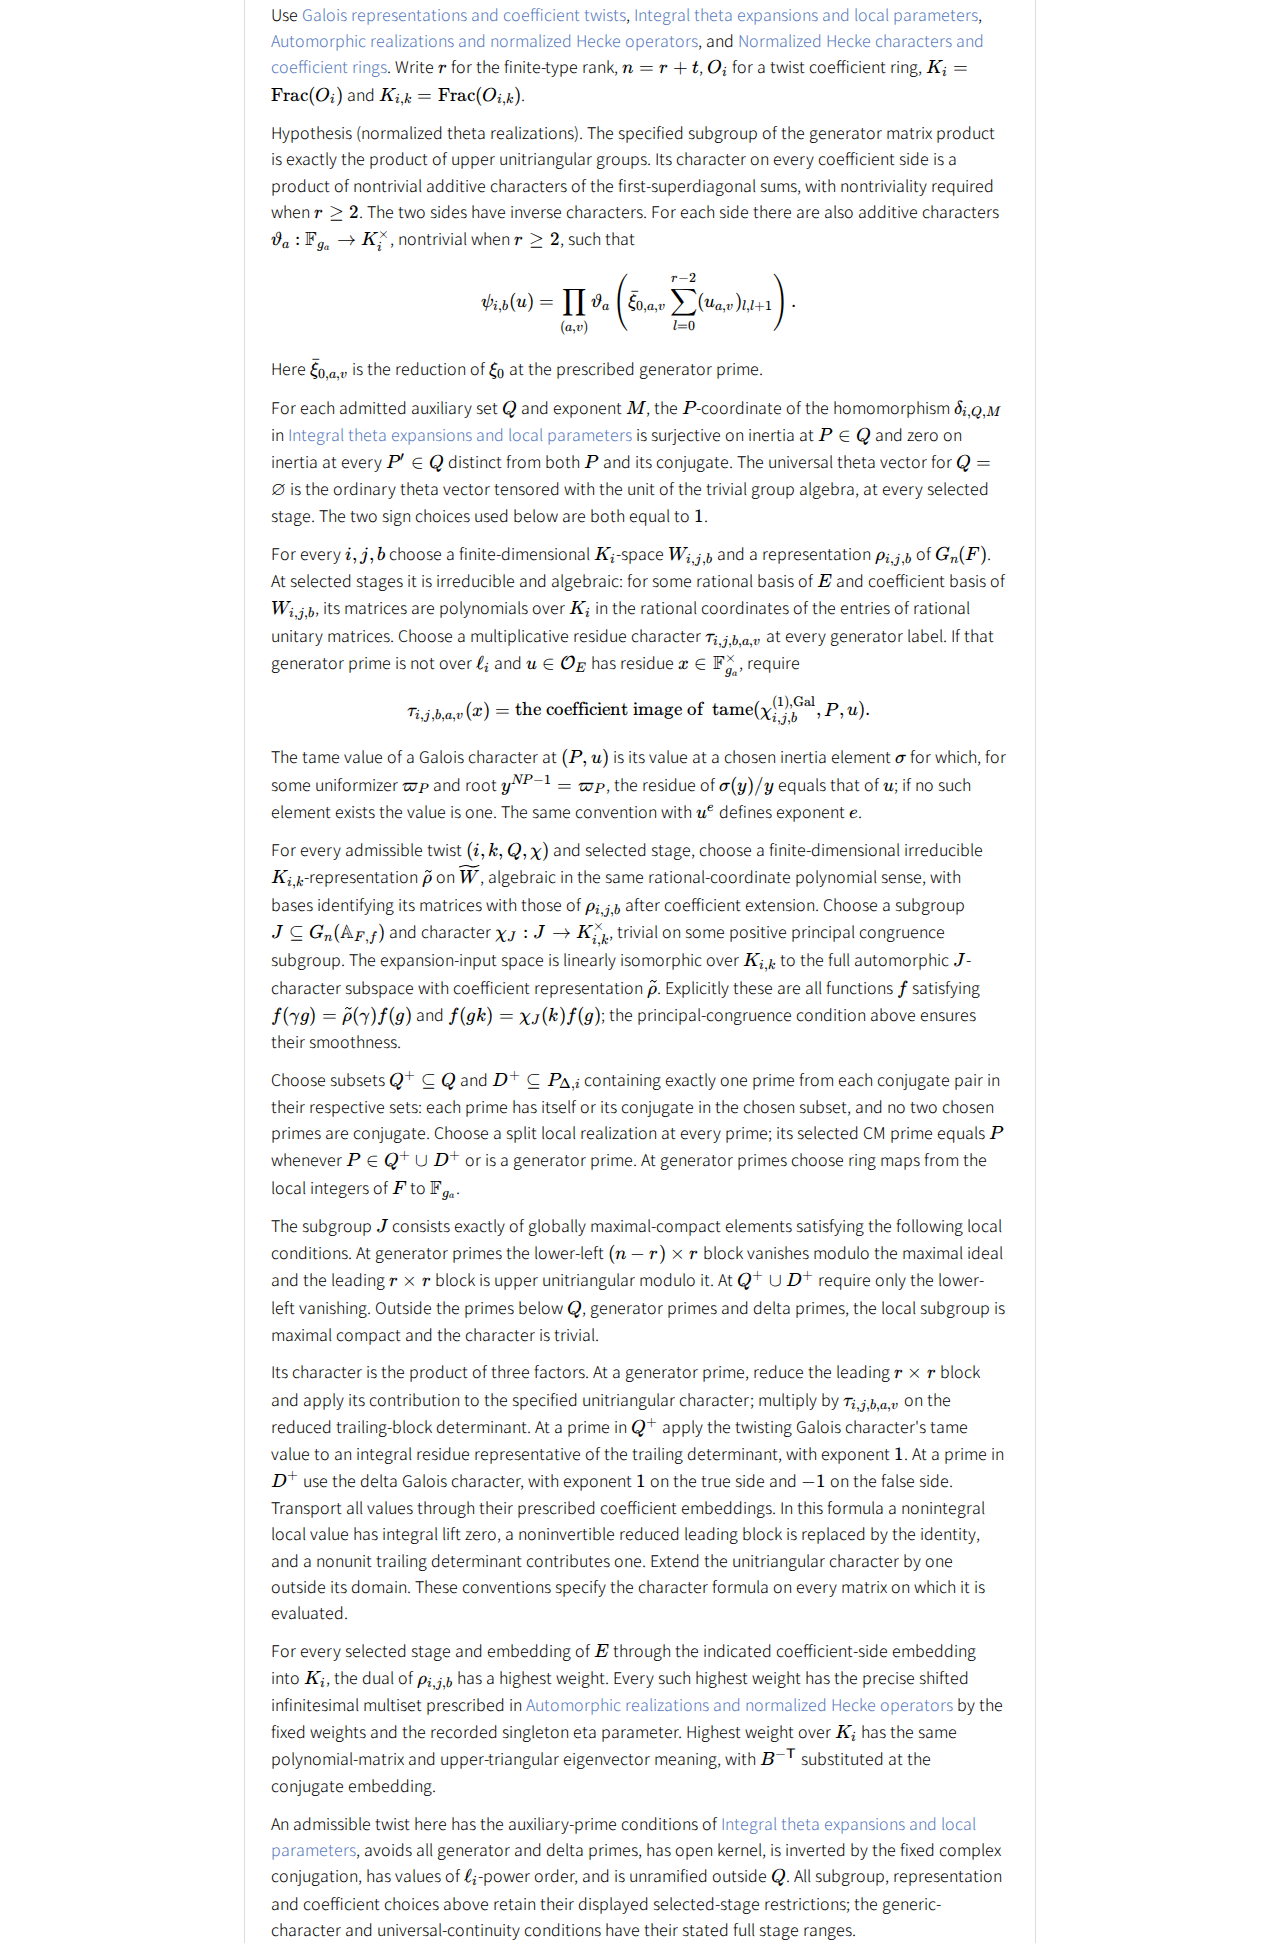 Use Galois representations and coefficient twists, Integral theta expansions and local parameters,
Automorphic realizations and normalized Hecke operators, and Normalized Hecke characters and
coefficient rings. Write r for the finite-type rank, n = r + t, O_i for a twist coefficient ring, K_i =
Frac(O_i) and K_{i,k} = Frac(O_{i,k}).
Hypothesis (normalized theta realizations). The specified subgroup of the generator matrix product
is exactly the product of upper unitriangular groups. Its character on every coefficient side is a
product of nontrivial additive characters of the first-superdiagonal sums, with nontriviality required
when r ≥ 2. The two sides have inverse characters. For each side there are also additive characters
ϑ_a : 𝔽_{g_a} → K_i^×, nontrivial when r ≥ 2, such that
ψ_{i,b}(u) = ∏_{(a,v)} ϑ_a ( ξ̄_{0,a,v} ∑_{l=0}^{r−2} (u_{a,v})_{l,l+1} ) .
Here ξ̄_{0,a,v} is the reduction of ξ_0 at the prescribed generator prime.
For each admitted auxiliary set Q and exponent M, the P-coordinate of the homomorphism δ_{i,Q,M}
in Integral theta expansions and local parameters is surjective on inertia at P ∈ Q and zero on
inertia at every P′ ∈ Q distinct from both P and its conjugate. The universal theta vector for Q =
∅ is the ordinary theta vector tensored with the unit of the trivial group algebra, at every selected
stage. The two sign choices used below are both equal to 1.
For every i, j, b choose a finite-dimensional K_i-space W_{i,j,b} and a representation ρ_{i,j,b} of G_n(F).
At selected stages it is irreducible and algebraic: for some rational basis of E and coefficient basis of
W_{i,j,b}, its matrices are polynomials over K_i in the rational coordinates of the entries of rational
unitary matrices. Choose a multiplicative residue character τ_{i,j,b,a,v} at every generator label. If that
generator prime is not over ℓ_i and u ∈ 𝒪_E has residue x ∈ 𝔽_{g_a}^×, require
τ_{i,j,b,a,v}(x) = the coefficient image of tame(χ_{i,j,b}^{(1),Gal}, P, u).
The tame value of a Galois character at (P, u) is its value at a chosen inertia element σ for which, for
some uniformizer ϖ_P and root y^{NP−1} = ϖ_P, the residue of σ(y)/y equals that of u; if no such
element exists the value is one. The same convention with u^e defines exponent e.
For every admissible twist (i, k, Q, χ) and selected stage, choose a finite-dimensional irreducible
K_{i,k}-representation ρ̃ on W̃, algebraic in the same rational-coordinate polynomial sense, with
bases identifying its matrices with those of ρ_{i,j,b} after coefficient extension. Choose a subgroup
J ⊆ G_n(𝔸_{F,f}) and character χ_J : J → K_{i,k}^×, trivial on some positive principal congruence
subgroup. The expansion-input space is linearly isomorphic over K_{i,k} to the full automorphic J-
character subspace with coefficient representation ρ̃. Explicitly these are all functions f satisfying
f(γg) = ρ̃(γ)f(g) and f(gk) = χ_J(k)f(g); the principal-congruence condition above ensures
their smoothness.
Choose subsets Q^+ ⊆ Q and D^+ ⊆ P_{Δ,i} containing exactly one prime from each conjugate pair in
their respective sets: each prime has itself or its conjugate in the chosen subset, and no two chosen
primes are conjugate. Choose a split local realization at every prime; its selected CM prime equals P
whenever P ∈ Q^+ ∪ D^+ or is a generator prime. At generator primes choose ring maps from the
local integers of F to 𝔽_{g_a}.
The subgroup J consists exactly of globally maximal-compact elements satisfying the following local
conditions. At generator primes the lower-left (n − r) × r block vanishes modulo the maximal ideal
and the leading r × r block is upper unitriangular modulo it. At Q^+ ∪ D^+ require only the lower-
left vanishing. Outside the primes below Q, generator primes and delta primes, the local subgroup is
maximal compact and the character is trivial.
Its character is the product of three factors. At a generator prime, reduce the leading r × r block
and apply its contribution to the specified unitriangular character; multiply by τ_{i,j,b,a,v} on the
reduced trailing-block determinant. At a prime in Q^+ apply the twisting Galois character's tame
value to an integral residue representative of the trailing determinant, with exponent 1. At a prime in
D^+ use the delta Galois character, with exponent 1 on the true side and −1 on the false side.
Transport all values through their prescribed coefficient embeddings. In this formula a nonintegral
local value has integral lift zero, a noninvertible reduced leading block is replaced by the identity,
and a nonunit trailing determinant contributes one. Extend the unitriangular character by one
outside its domain. These conventions specify the character formula on every matrix on which it is
evaluated.
For every selected stage and embedding of E through the indicated coefficient-side embedding
into K_i, the dual of ρ_{i,j,b} has a highest weight. Every such highest weight has the precise shifted
infinitesimal multiset prescribed in Automorphic realizations and normalized Hecke operators by the
fixed weights and the recorded singleton eta parameter. Highest weight over K_i has the same
polynomial-matrix and upper-triangular eigenvector meaning, with B^{−T} substituted at the
conjugate embedding.
An admissible twist here has the auxiliary-prime conditions of Integral theta expansions and local
parameters, avoids all generator and delta primes, has open kernel, is inverted by the fixed complex
conjugation, has values of ℓ_i-power order, and is unramified outside Q. All subgroup, representation
and coefficient choices above retain their displayed selected-stage restrictions; the generic-
character and universal-continuity conditions have their stated full stage ranges.